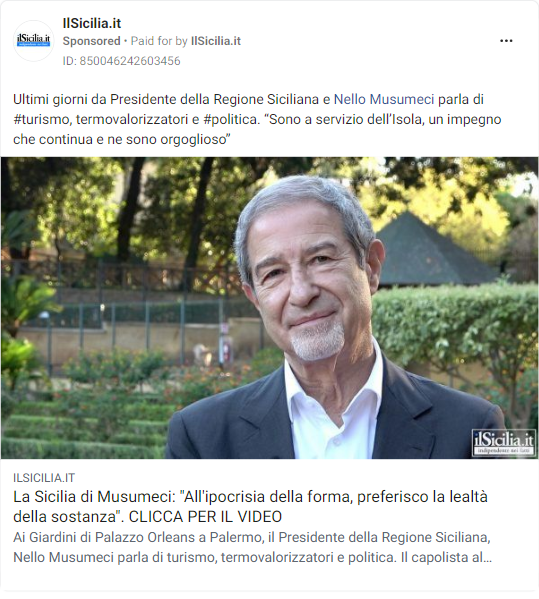 ilSicilia.it
IlSicilia.it
Sponsored • Paid for by IlSicilia.it
ID: 850046242603456
Ultimi giorni da Presidente della Regione Siciliana e Nello Musumeci parla di
#turismo, termovalorizzatori e #politica. “Sono a servizio dell’Isola, un impegno
che continua e ne sono orgoglioso”
ilSicilia.it
indipendente nei fatti
ILSICILIA.IT
La Sicilia di Musumeci: "All'ipocrisia della forma, preferisco la lealtà
della sostanza". CLICCA PER IL VIDEO
Ai Giardini di Palazzo Orleans a Palermo, il Presidente della Regione Siciliana,
Nello Musumeci parla di turismo, termovalorizzatori e politica. Il capolista al...